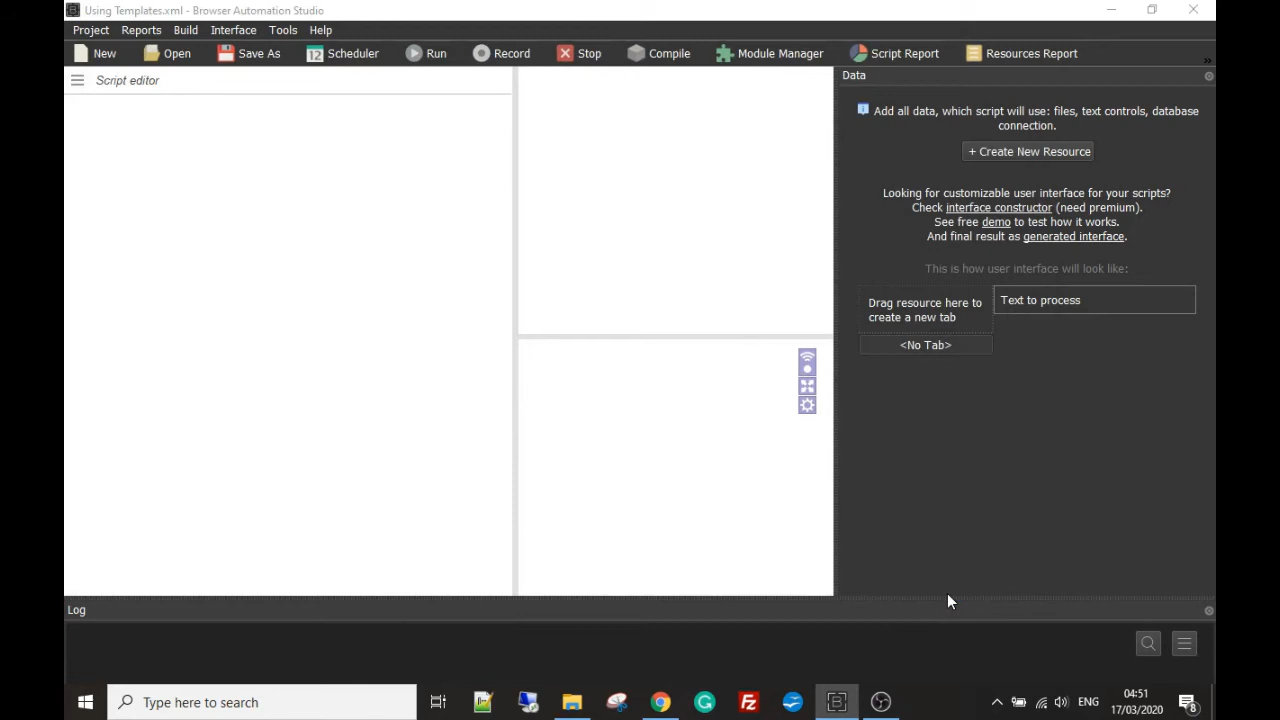 Using Templates.xml - Browser Automation Studio
Project Reports Build Interface Tools Help
New Open Save As 12 Scheduler Run Record Stop Compile Module Manager Script Report Resources Report »
Script editor
Data
Add all data, which script will use: files, text controls, database
connection.
+ Create New Resource
Looking for customizable user interface for your scripts?
Check interface constructor (need premium).
See free demo to test how it works.
And final result as generated interface.
This is how user interface will look like:
Drag resource here to
create a new tab
Text to process
<No Tab>
Log
Type here to search
ENG
04:51
17/03/2020
8